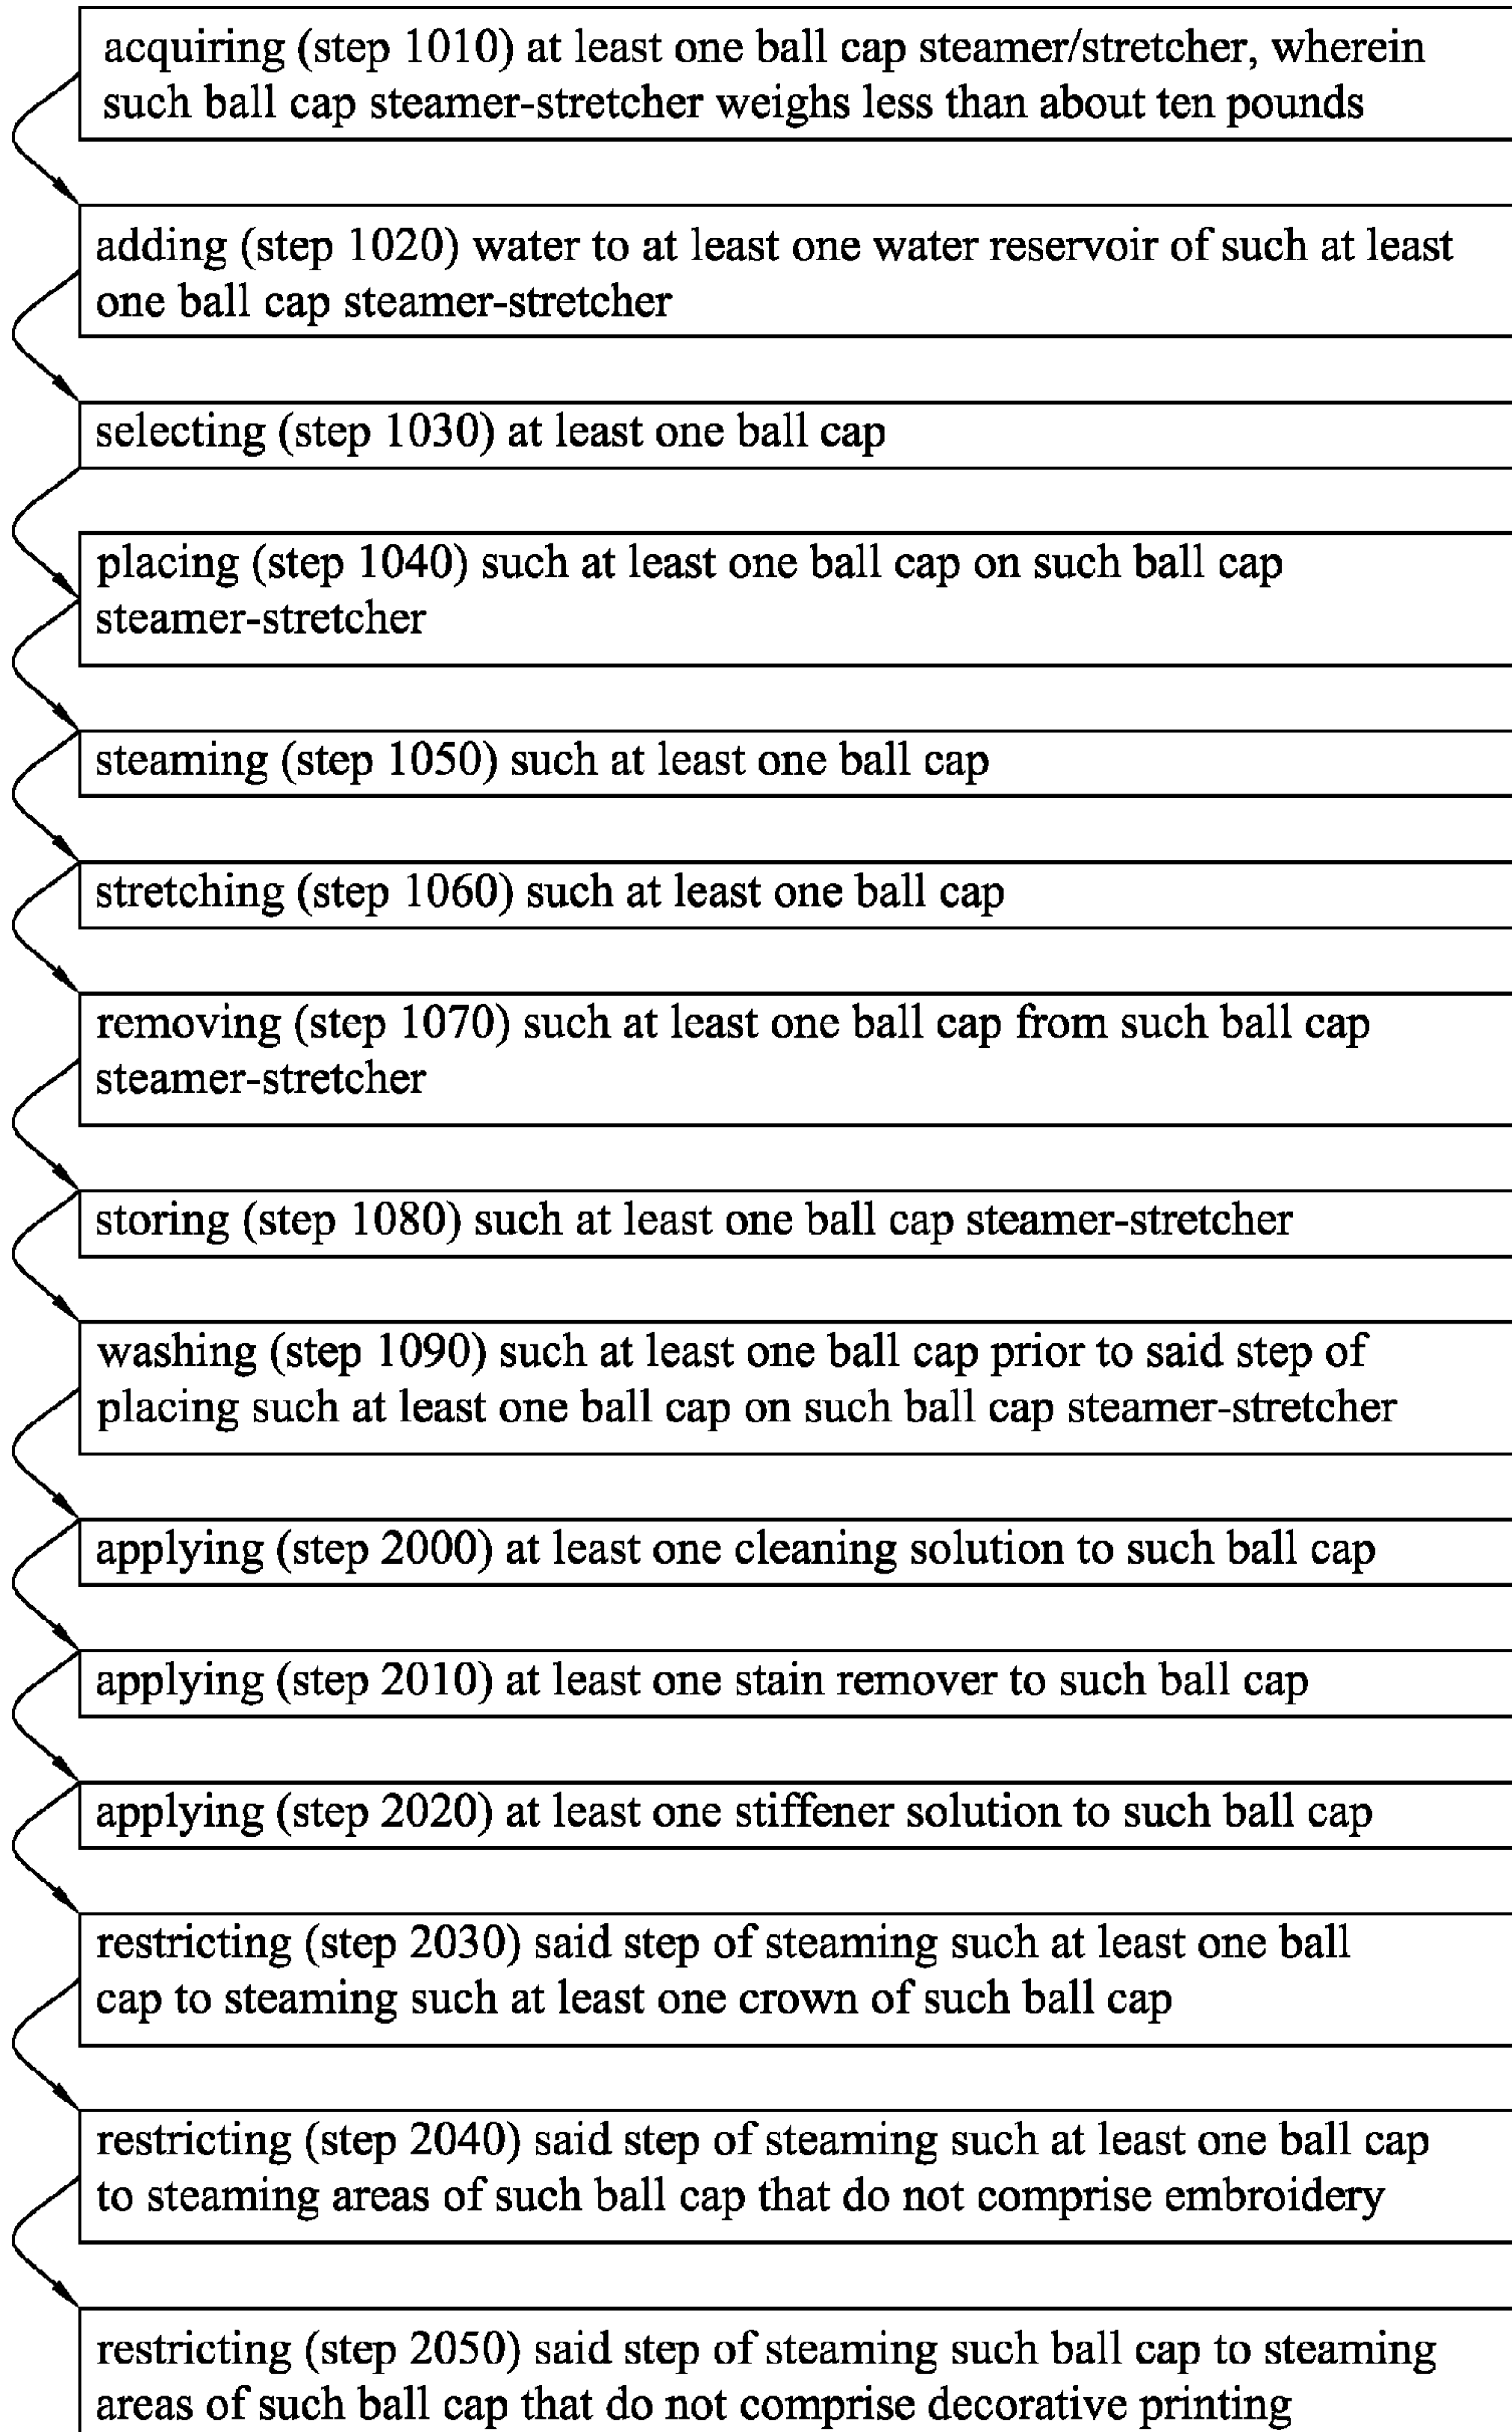 acquiring (step 1010) at least one ball cap steamer/stretcher, wherein
such ball cap steamer-stretcher weighs less than about ten pounds
adding (step 1020) water to at least one water reservoir of such at least
one ball cap steamer-stretcher
selecting (step 1030) at least one ball cap
placing (step 1040) such at least one ball cap on such ball cap
steamer-stretcher
steaming (step 1050) such at least one ball cap
stretching (step 1060) such at least one ball cap
removing (step 1070) such at least one ball cap from such ball cap
steamer-stretcher
storing (step 1080) such at least one ball cap steamer-stretcher
washing (step 1090) such at least one ball cap prior to said step of
placing such at least one ball cap on such ball cap steamer-stretcher
applying (step 2000) at least one cleaning solution to such ball cap
applying (step 2010) at least one stain remover to such ball cap
applying (step 2020) at least one stiffener solution to such ball cap
restricting (step 2030) said step of steaming such at least one ball
cap to steaming such at least one crown of such ball cap
restricting (step 2040) said step of steaming such at least one ball cap
to steaming areas of such ball cap that do not comprise embroidery
restricting (step 2050) said step of steaming such ball cap to steaming
areas of such ball cap that do not comprise decorative printing